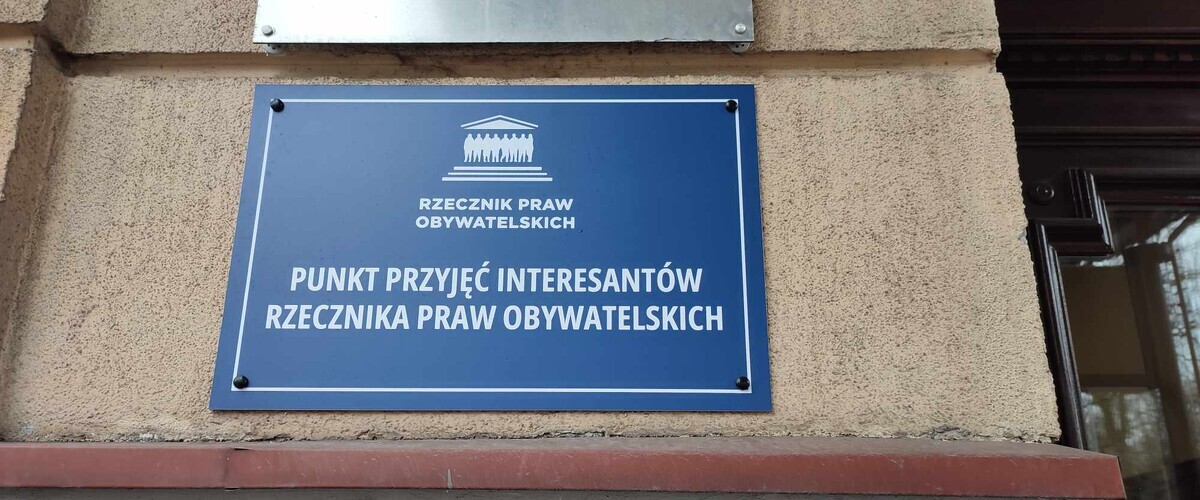 RZECZNIK PRAW
OBYWATELSKICH
PUNKT PRZYJĘĆ INTERESANTÓW
RZECZNIKA PRAW OBYWATELSKICH